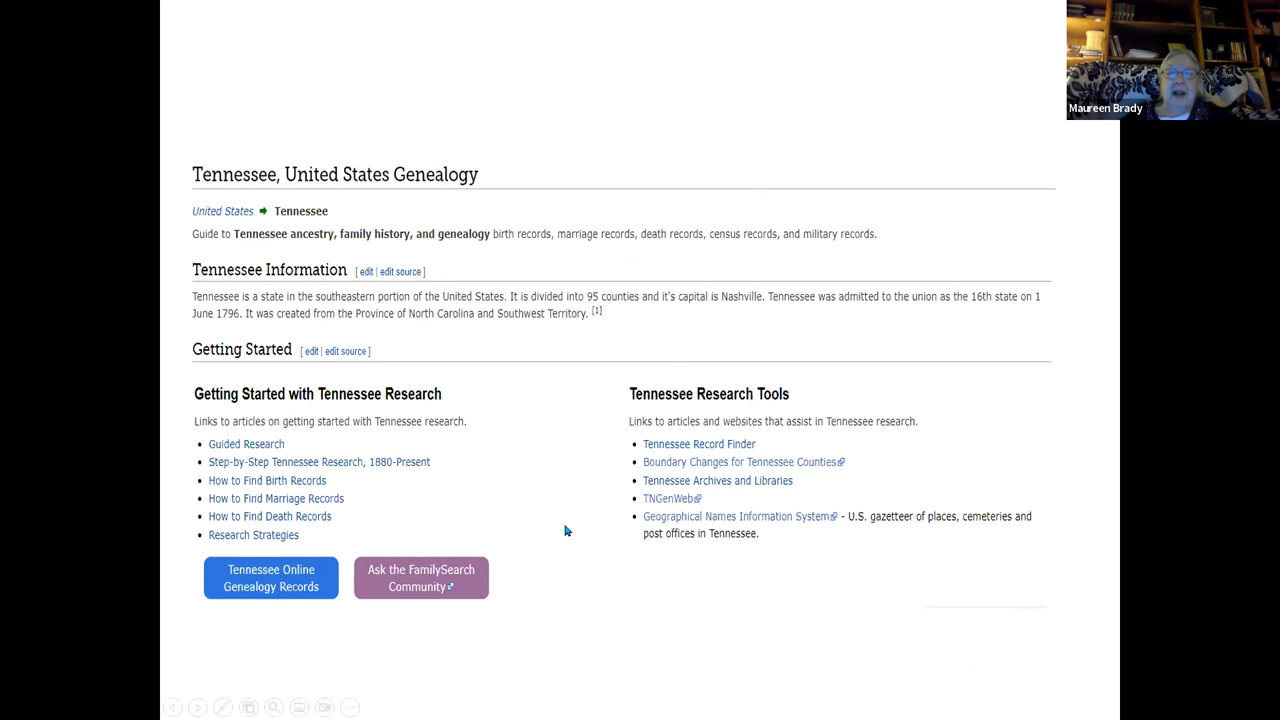 Maureen Brady
Tennessee, United States Genealogy
United States Tennessee
Guide to Tennessee ancestry, family history, and genealogy birth records, marriage records, death records, census records, and military records.
Tennessee Information [ edit | edit source ]
Tennessee is a state in the southeastern portion of the United States. It is divided into 95 counties and it's capital is Nashville. Tennessee was admitted to the union as the 16th state on 1
June 1796. It was created from the Province of North Carolina and Southwest Territory. [1]
Getting Started [ edit | edit source ]
Getting Started with Tennessee Research
Links to articles on getting started with Tennessee research.
• Guided Research
• Step-by-Step Tennessee Research, 1880-Present
• How to Find Birth Records
• How to Find Marriage Records
• How to Find Death Records
• Research Strategies
Tennessee Online
Genealogy Records
Ask the FamilySearch
Community
Tennessee Research Tools
Links to articles and websites that assist in Tennessee research.
• Tennessee Record Finder
• Boundary Changes for Tennessee Counties
• Tennessee Archives and Libraries
• TNGenWeb
• Geographical Names Information System - U.S. gazetteer of places, cemeteries and
post offices in Tennessee.